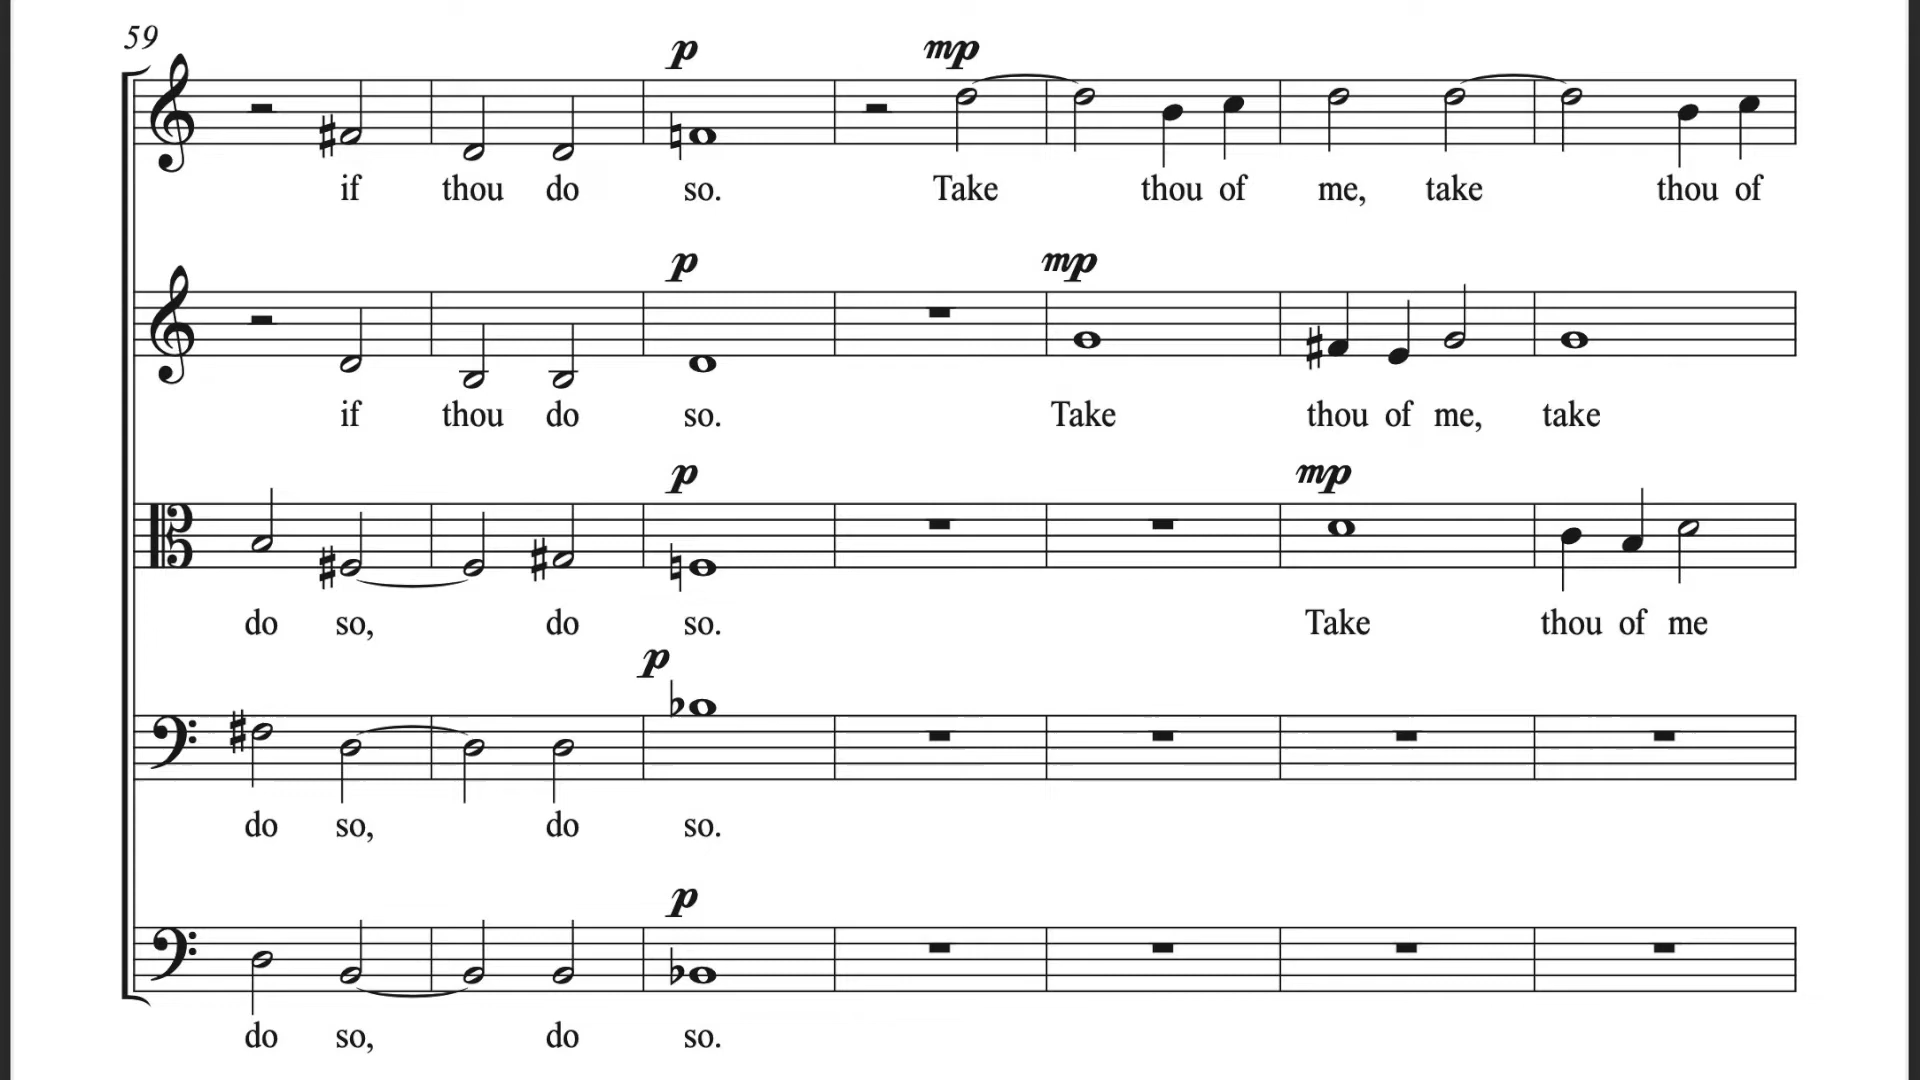 59
p mp
if thou do so. Take thou of me, take thou of
p mp
if thou do so. Take thou of me, take
p mp
do so, do so. Take thou of me
p
do so, do so.
p
do so, do so.